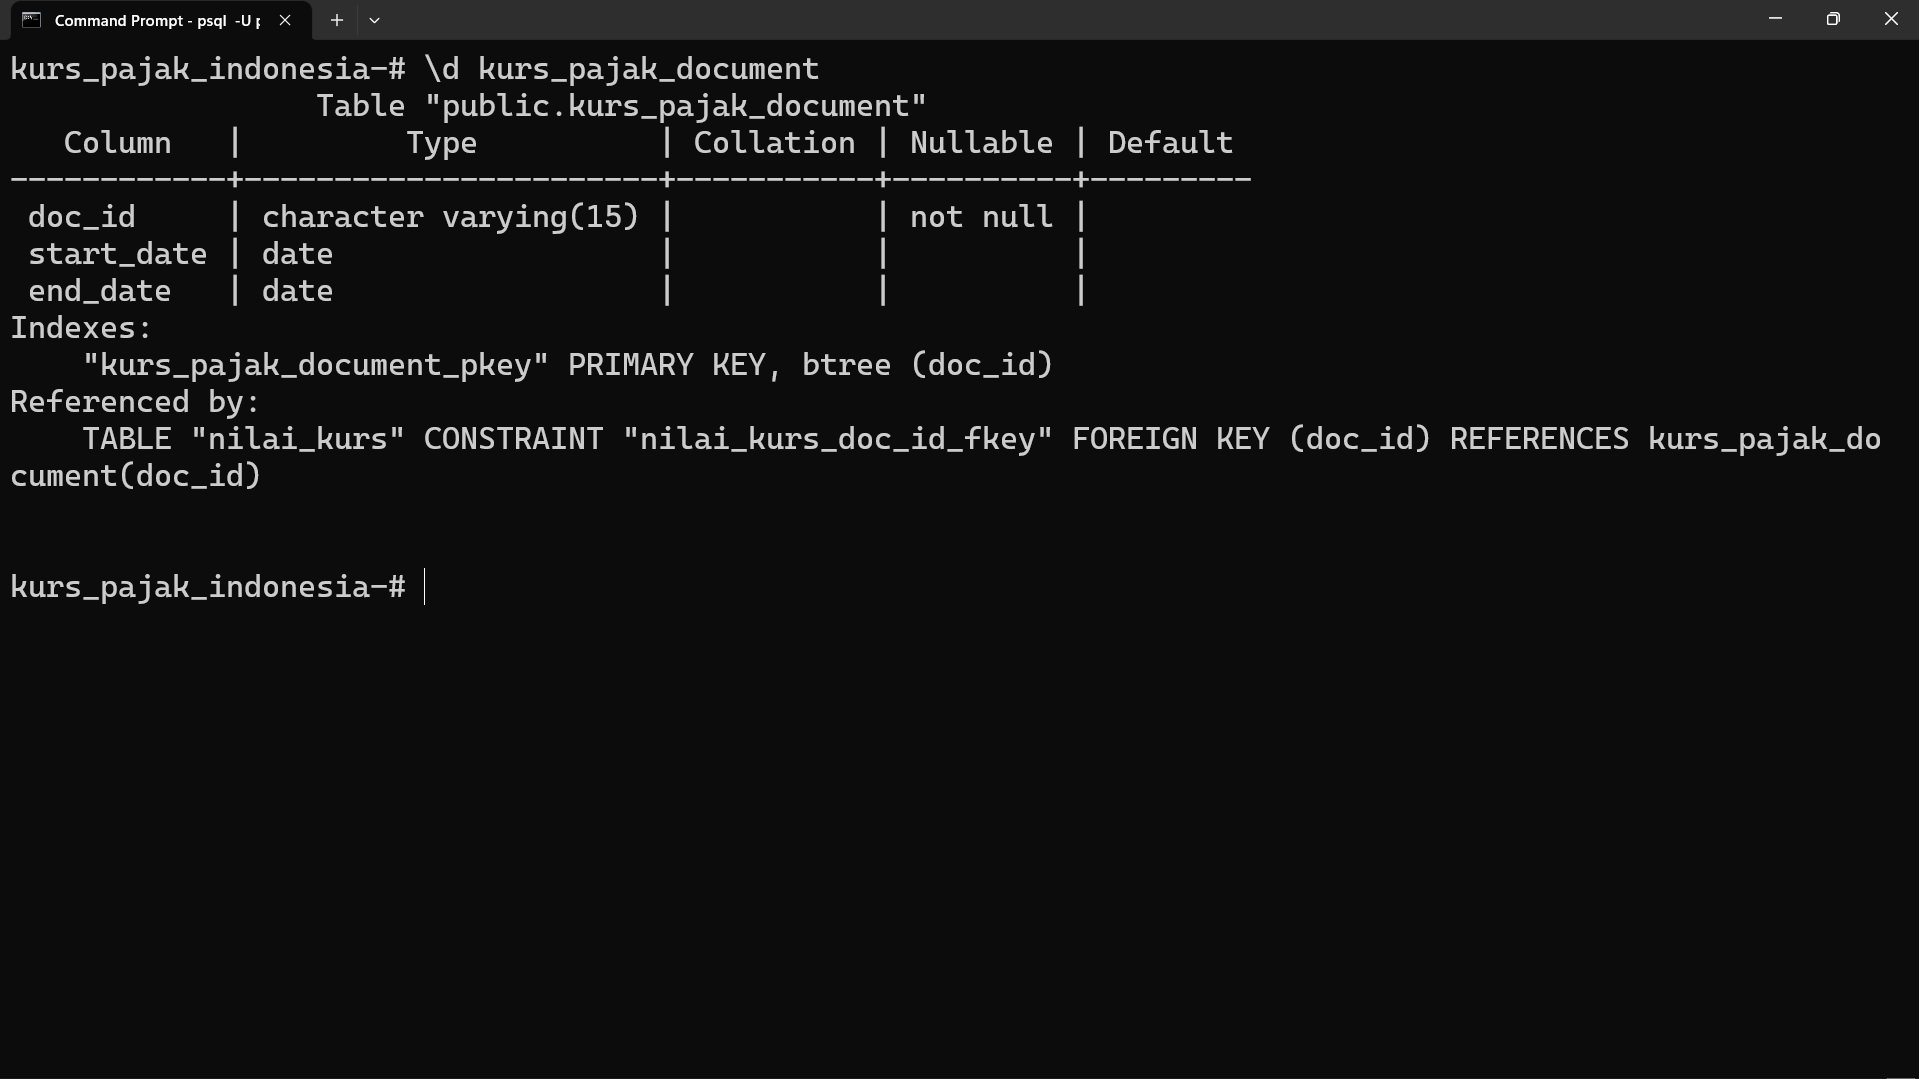 Command Prompt - psql -U p
kurs_pajak_indonesia-# \d kurs_pajak_document
Table "public.kurs_pajak_document"
Column | Type | Collation | Nullable | Default
------------+-----------------------+-----------+----------+---------
doc_id | character varying(15) | | not null |
start_date | date | | |
end_date | date | | |
Indexes:
"kurs_pajak_document_pkey" PRIMARY KEY, btree (doc_id)
Referenced by:
TABLE "nilai_kurs" CONSTRAINT "nilai_kurs_doc_id_fkey" FOREIGN KEY (doc_id) REFERENCES kurs_pajak_do
cument(doc_id)
kurs_pajak_indonesia-#